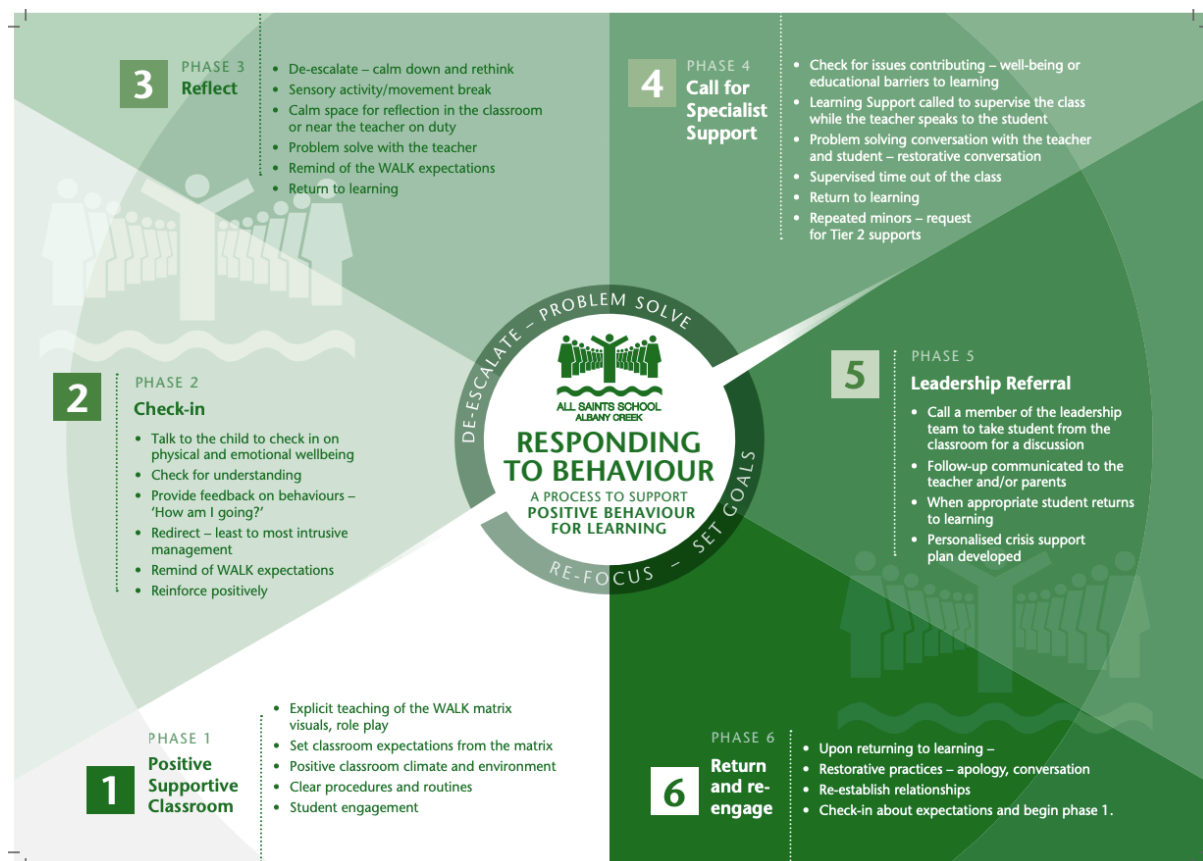 3
PHASE 3
Reflect
• De-escalate – calm down and rethink
• Sensory activity/movement break
• Calm space for reflection in the classroom
or near the teacher on duty
• Problem solve with the teacher
• Remind of the WALK expectations
• Return to learning
4
PHASE 4
Call for
Specialist
Support
• Check for issues contributing – well-being or
educational barriers to learning
• Learning Support called to supervise the class
while the teacher speaks to the student
• Problem solving conversation with the teacher
and student – restorative conversation
• Supervised time out of the class
• Return to learning
• Repeated minors – request
for Tier 2 supports
DE-ESCALATE – PROBLEM SOLVE
ALL SAINTS SCHOOL
ALBANY CREEK
RESPONDING
TO BEHAVIOUR
A PROCESS TO SUPPORT
POSITIVE BEHAVIOUR
FOR LEARNING
RE-FOCUS – SET GOALS
2
PHASE 2
Check-in
• Talk to the child to check in on
physical and emotional wellbeing
• Check for understanding
• Provide feedback on behaviours –
‘How am I going?’
• Redirect – least to most intrusive
management
• Remind of WALK expectations
• Reinforce positively
5
PHASE 5
Leadership Referral
• Call a member of the leadership
team to take student from the
classroom for a discussion
• Follow-up communicated to the
teacher and/or parents
• When appropriate student returns
to learning
• Personalised crisis support
plan developed
1
PHASE 1
Positive
Supportive
Classroom
• Explicit teaching of the WALK matrix
visuals, role play
• Set classroom expectations from the matrix
• Positive classroom climate and environment
• Clear procedures and routines
• Student engagement
6
PHASE 6
Return
and re-
engage
• Upon returning to learning –
• Restorative practices – apology, conversation
• Re-establish relationships
• Check-in about expectations and begin phase 1.